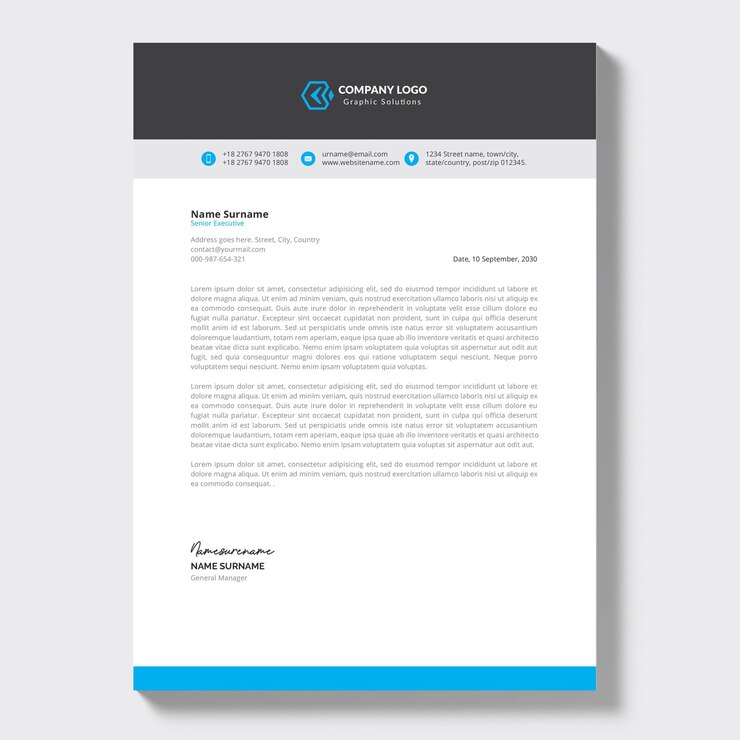 COMPANY LOGO
Graphic Solutions
+18 2767 9470 1808
+18 2767 9470 1808
urname@email.com
www.websitename.com
1234 Street name, town/city,
state/country, post/zip 012345.
Name Surname
Senior Executive
Address goes here. Street, City, Country
contact@yourmail.com
000-987-654-321
Date, 10 September, 2030
Lorem ipsum dolor sit amet, consectetur adipisicing elit, sed do eiusmod tempor incididunt ut labore et
dolore magna aliqua. Ut enim ad minim veniam, quis nostrud exercitation ullamco laboris nisi ut aliquip ex
ea commodo consequat. Duis aute irure dolor in reprehenderit in voluptate velit esse cillum dolore eu
fugiat nulla pariatur. Excepteur sint occaecat cupidatat non proident, sunt in culpa qui officia deserunt
mollit anim id est laborum. Sed ut perspiciatis unde omnis iste natus error sit voluptatem accusantium
doloremque laudantium, totam rem aperiam, eaque ipsa quae ab illo inventore veritatis et quasi architecto
beatae vitae dicta sunt explicabo. Nemo enim ipsam voluptatem quia voluptas sit aspernatur aut odit aut
fugit, sed quia consequuntur magni dolores eos qui ratione voluptatem sequi nesciunt. Neque porro
voluptatem sequi nesciunt. Nemo enim ipsam voluptatem quia voluptas.
Lorem ipsum dolor sit amet, consectetur adipisicing elit, sed do eiusmod tempor incididunt ut labore et
dolore magna aliqua. Ut enim ad minim veniam, quis nostrud exercitation ullamco laboris nisi ut aliquip ex
ea commodo consequat. Duis aute irure dolor in reprehenderit in voluptate velit esse cillum dolore eu
fugiat nulla pariatur. Excepteur sint occaecat cupidatat non proident, sunt in culpa qui officia deserunt
mollit anim id est laborum. Sed ut perspiciatis unde omnis iste natus error sit voluptatem accusantium
doloremque laudantium, totam rem aperiam, eaque ipsa quae ab illo inventore veritatis et quasi architecto
beatae vitae dicta sunt explicabo. Nemo enim ipsam voluptatem quia voluptas sit aspernatur aut odit aut
Lorem ipsum dolor sit amet, consectetur adipisicing elit, sed do eiusmod tempor incididunt ut labore et
dolore magna aliqua. Ut enim ad minim veniam, quis nostrud exercitation ullamco laboris nisi ut aliquip ex
ea commodo consequat. .
Namesurename
NAME SURNAME
General Manager